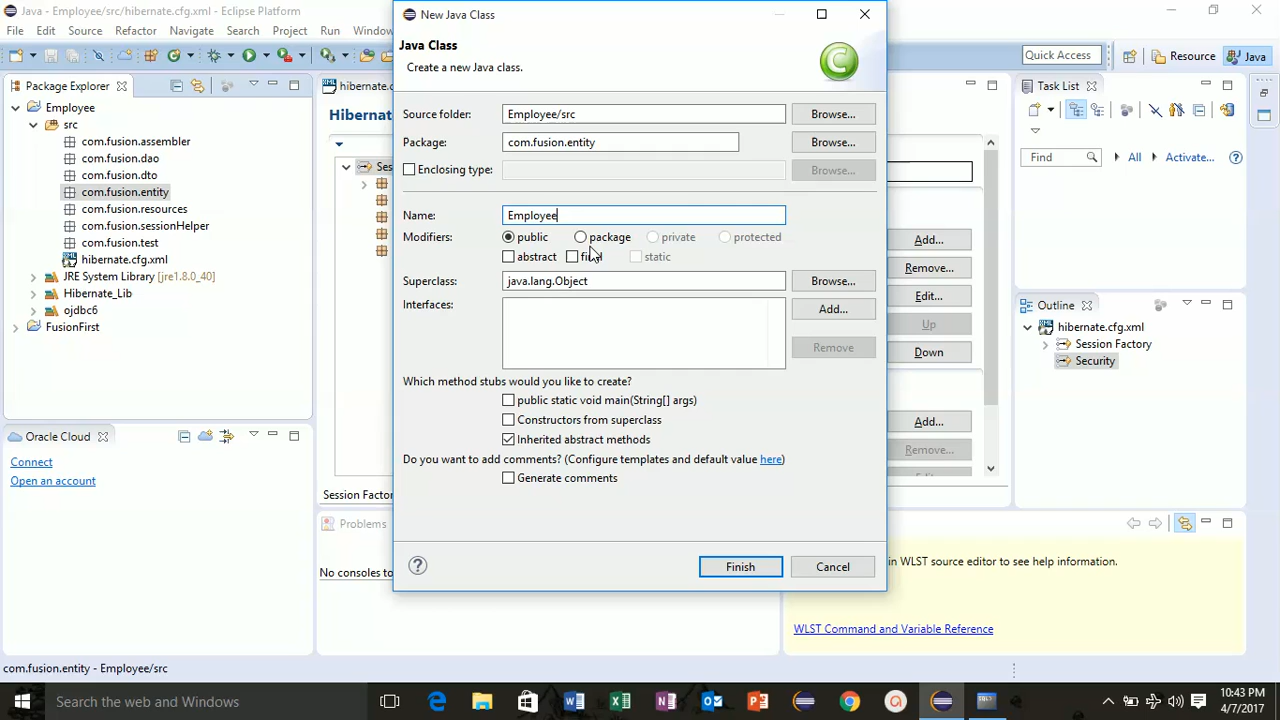 Java - Employee/src/hibernate.cfg.xml - Eclipse Platform
File Edit Source Refactor Navigate Search Project Run Window
Quick Access
Resource
Java
New Java Class
Java Class
Create a new Java class.
Source folder: Employee/src Browse...
Package: com.fusion.entity Browse...
Enclosing type: Browse...
Name: Employee
Modifiers: public package private protected
abstract static
Superclass: java.lang.Object Browse...
Interfaces: Add...
Remove
Which method stubs would you like to create?
public static void main(String[] args)
Constructors from superclass
Inherited abstract methods
Do you want to add comments? (Configure templates and default value here)
Generate comments
Finish Cancel
Package Explorer
Employee
src
com.fusion.assembler
com.fusion.dao
com.fusion.dto
com.fusion.entity
com.fusion.resources
com.fusion.sessionHelper
com.fusion.test
hibernate.cfg.xml
JRE System Library [jre1.8.0_40]
Hibernate_Lib
ojdbc6
FusionFirst
Oracle Cloud
Connect
Open an account
hibernate.c
Hibernate
Ses
Session Facto
Add...
Remove...
Edit...
Up
Down
Add...
Remove...
Problems
No consoles to
in WLST source editor to see help information.
WLST Command and Variable Reference
Task List
Find All Activate...
Outline
hibernate.cfg.xml
Session Factory
Security
com.fusion.entity - Employee/src
Search the web and Windows
10:43 PM
4/7/2017